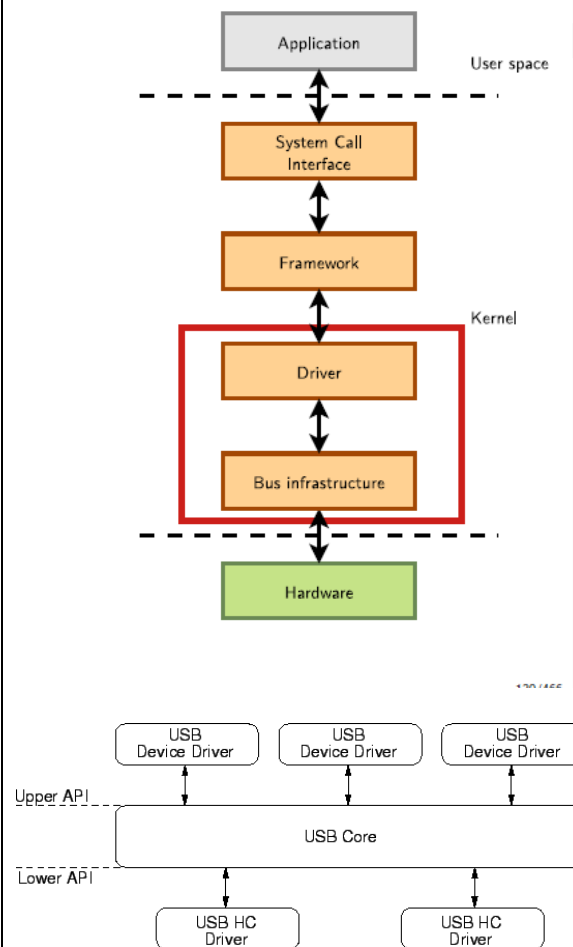 Application
User space
System Call
Interface
Framework
Kernel
Driver
Bus infrastructure
Hardware
USB
Device Driver
USB
Device Driver
USB
Device Driver
Upper API
USB Core
Lower API
USB HC
Driver
USB HC
Driver